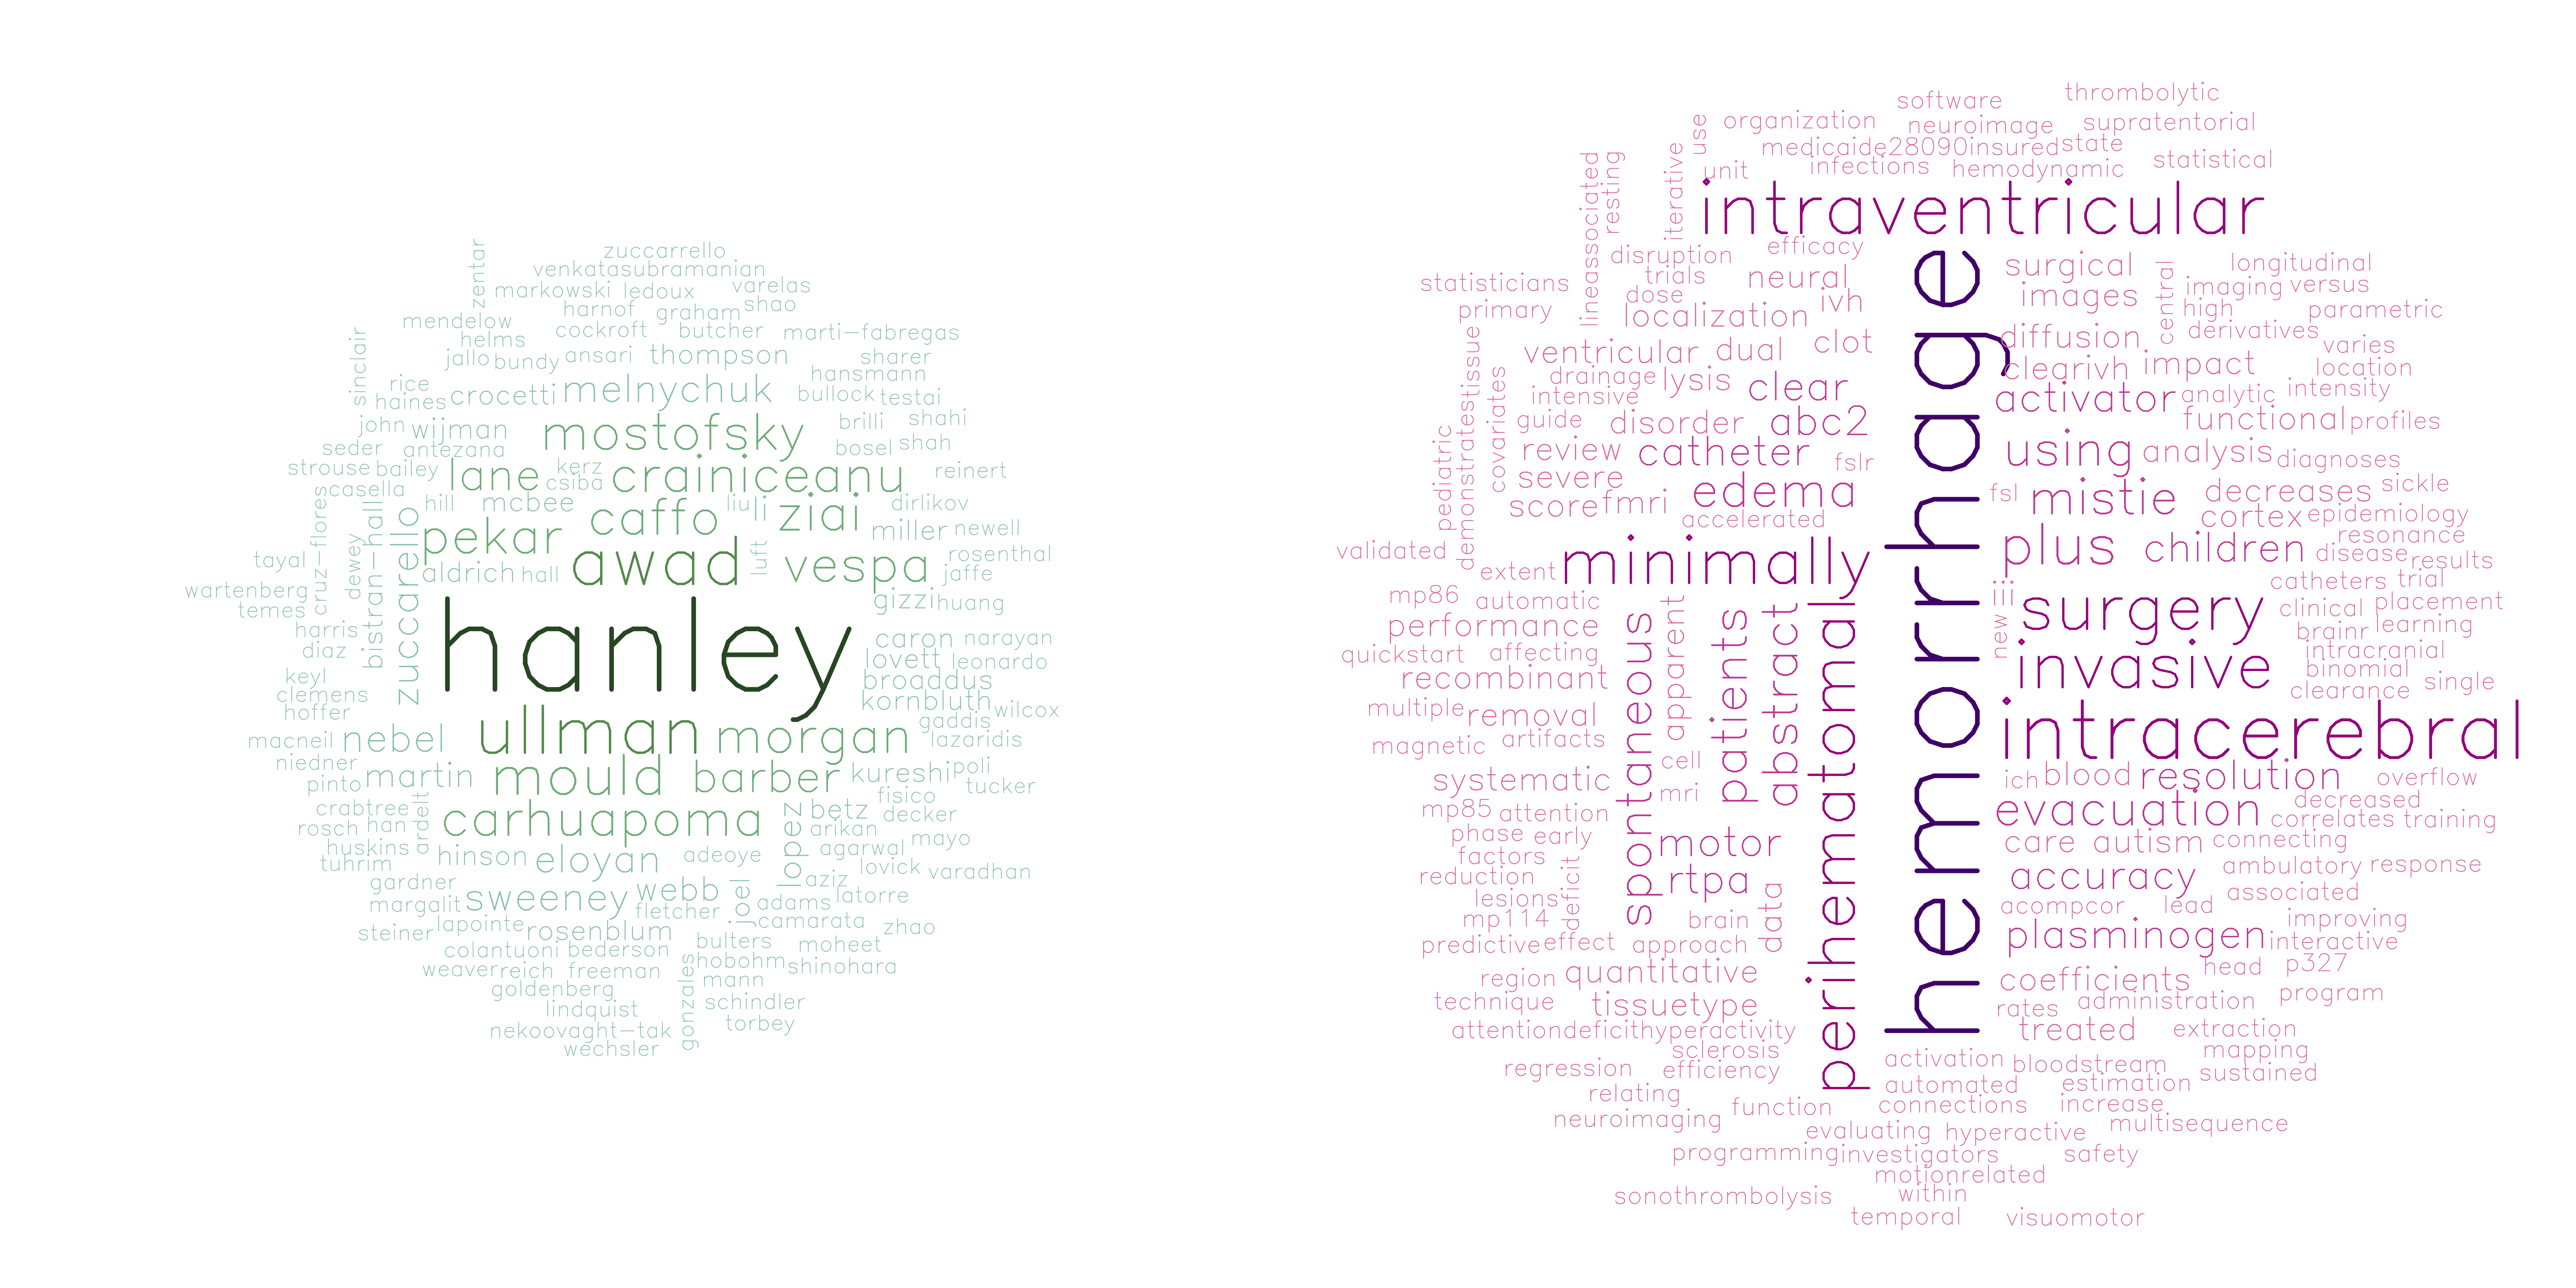 zuccarrello
zentar
venkatasubramanian
markowski ledoux varelas
harnof graham shao
mendelow cockroft butcher marti-fabregas
helms
sinclair jallo bundy ansari thompson sharer
rice hansmann
haines crocetti melnychuk bullock testai
john wijman mostofsky brilli shahi
seder antezana bosel shah
strouse bailey lane kerz crainiceanu reinert
casella csiba
cruz-flores hill mcbee caffo liu li ziai dirlikov
dewey bistran-hall zuccarello pekar miller newell
tayal aldrich hall awad luft vespa rosenthal
jaffe
wartenberg gizzi huang
temes
harris hanley caron narayan
diaz lovett leonardo
keyl broaddus
clemens kornbluth wilcox
hoffer gaddis
macneil nebel ullman morgan lazaridis
niedner martin mould barber kureshi poli
pinto fisico tucker
crabtree ardelt carhuapoma lopez betz decker
rosch han arikan mayo
huskins hinson eloyan adeoye agarwal
tuhrim aziz lovick varadhan
gardner sweeney webb joel latorre
margalit fletcher adams
steiner lapointe rosenblum camarata zhao
colantuoni bederson bulters moheet
weaver reich freeman gonzales hobohm shinohara
goldenberg mann
lindquist schindler
nekoovaght-tak torbey
wechsler
software thrombolytic
use organization neuroimage supratentorial
medicaide28090insured state
lineassociated resting iterative unit infections hemodynamic statistical
intraventricular
disruption efficacy surgical longitudinal
statisticians trials neural images central imaging versus
primary dose ivh high parametric
localization diffusion derivatives
tissue ventricular dual clot varies
drainage lysis clearivh impact location
covariates intensive clear activator analytic intensity
guide disorder abc2 functional profiles
pediatric demonstrates review catheter fslr using analysis diagnoses
severe edema fsl mistie decreases sickle
score fmri cortex epidemiology
accelerated resonance
validated minimally hemorrhage plus children disease results
extent catheters trial
mp86 automatic new iii surgery clinical placement
performance spontaneous apparent patients abstract perihematomal brainr learning
quickstart affecting intracranial
recombinant invasive binomial
clearance single
multiple removal
magnetic artifacts intracerebral
systematic cell ich blood resolution overflow
mri decreased
mp85 attention evacuation correlates training
phase early motor care autism connecting
factors ambulatory response
reduction deficit rtpa accuracy
lesions associated
mp114 brain data acompcor lead improving
predictive effect approach plasminogen interactive
region quantitative head p327
technique coefficients program
tissuetype rates administration
attentiondeficithyperactivity treated extraction
sclerosis activation mapping
regression efficiency bloodstream sustained
automated estimation
relating connections increase
neuroimaging function multisequence
evaluating hyperactive
programming investigators safety
motionrelated
sonothrombolysis within
temporal visuomotor